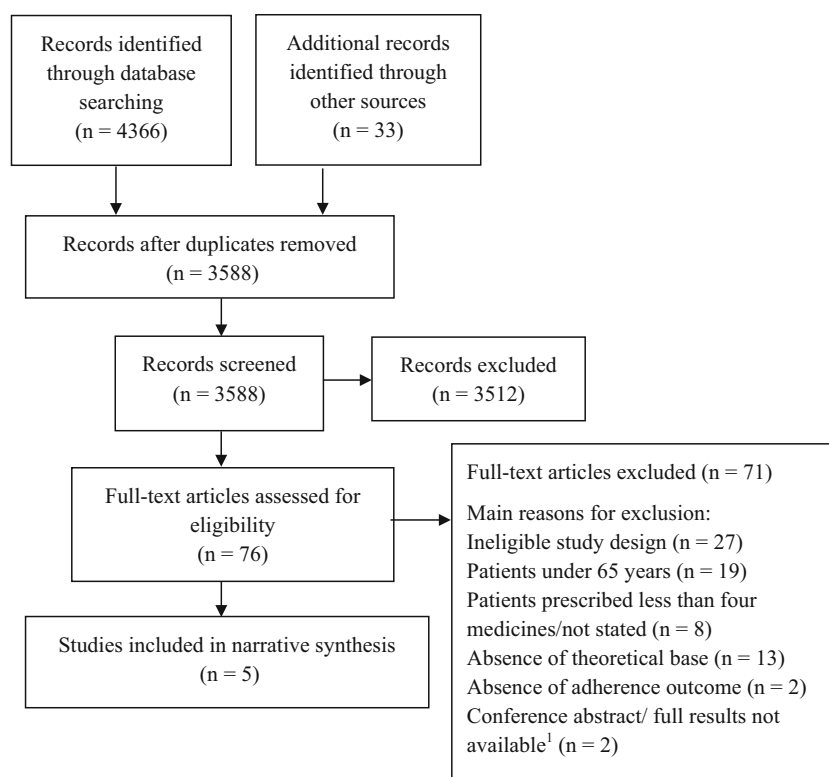 Records identified
through database
searching
(n = 4366)
Additional records
identified through
other sources
(n = 33)
Records after duplicates removed
(n = 3588)
Records screened
(n = 3588)
Records excluded
(n = 3512)
Full-text articles assessed for
eligibility
(n = 76)
Full-text articles excluded (n = 71)
Main reasons for exclusion:
Ineligible study design (n = 27)
Patients under 65 years (n = 19)
Patients prescribed less than four
medicines/not stated (n = 8)
Absence of theoretical base (n = 13)
Absence of adherence outcome (n = 2)
Conference abstract/ full results not
available¹ (n = 2)
Studies included in narrative synthesis
(n = 5)